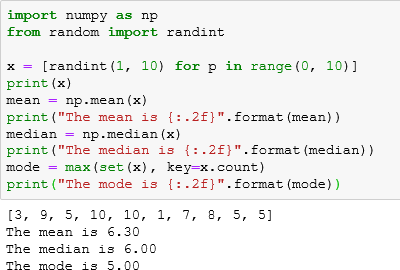 import numpy as np
from random import randint

x = [randint(1, 10) for p in range(0, 10)]
print(x)
mean = np.mean(x)
print("The mean is {:.2f}".format(mean))
median = np.median(x)
print("The median is {:.2f}".format(median))
mode = max(set(x), key=x.count)
print("The mode is {:.2f}".format(mode))

[3, 9, 5, 10, 10, 1, 7, 8, 5, 5]
The mean is 6.30
The median is 6.00
The mode is 5.00